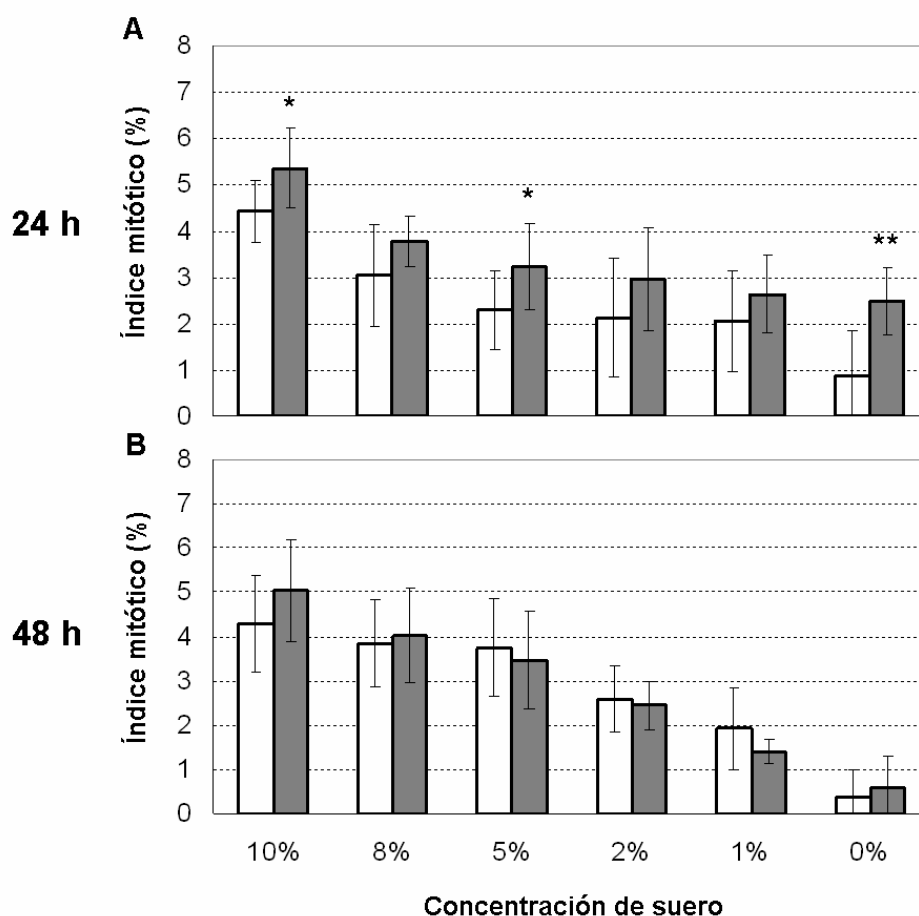 A
8
7
6
5
4
3
2
1
0
Índice mitótico (%)
24 h
*
*
**
B
8
7
6
5
4
3
2
1
0
Índice mitótico (%)
48 h
10% 8% 5% 2% 1% 0%
Concentración de suero